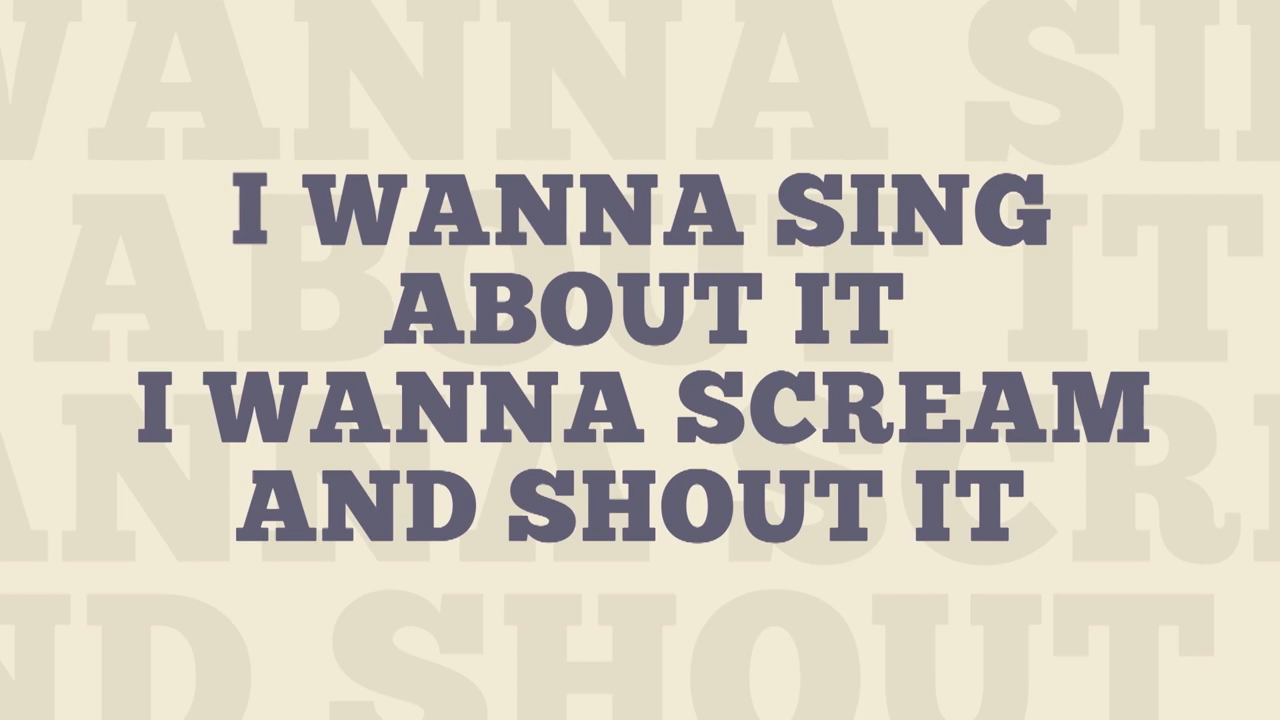 I WANNA SING
ABOUT IT
I WANNA SCREAM
AND SHOUT IT